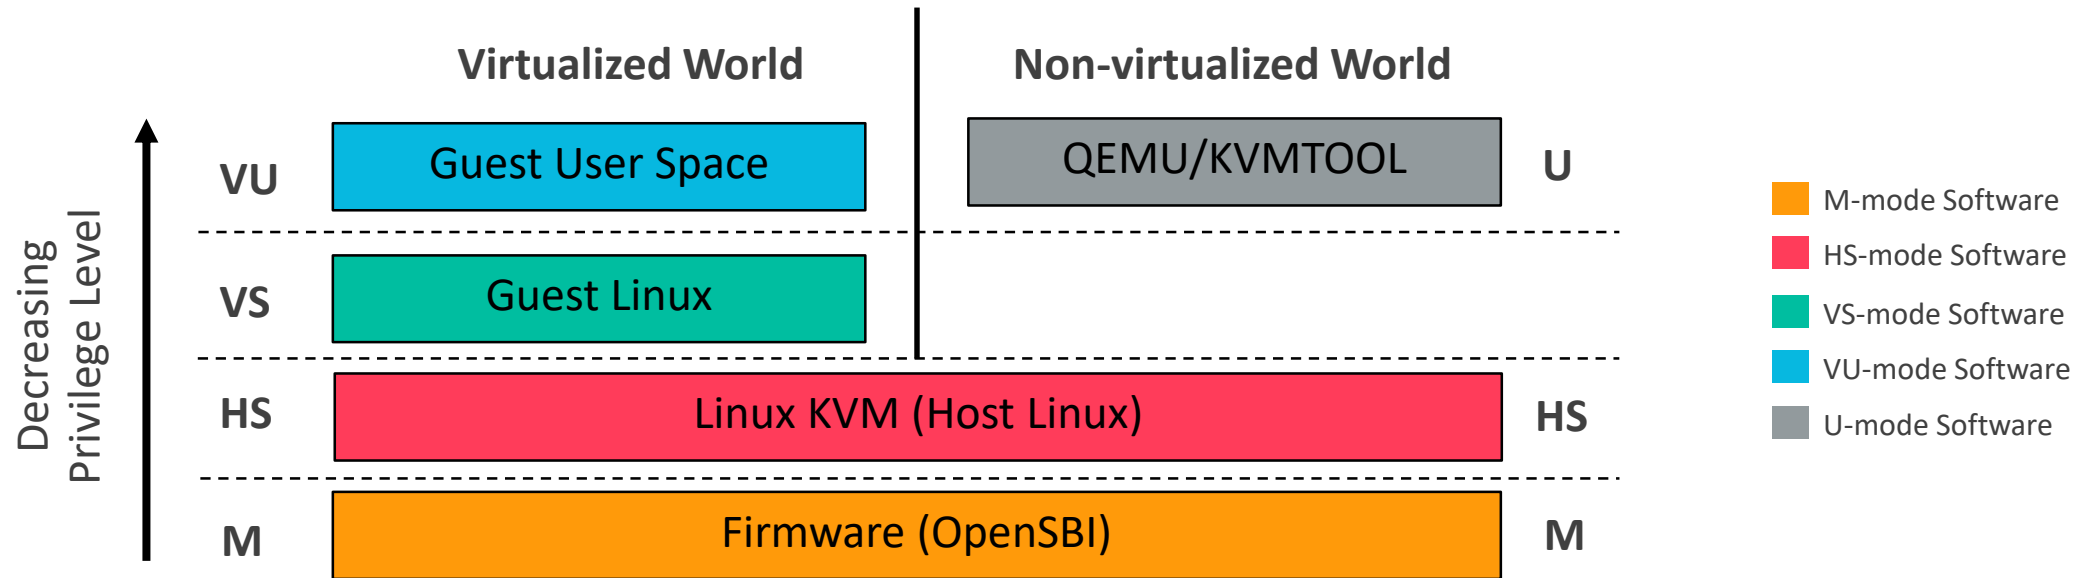 Virtualized World
Non-virtualized World
Decreasing
Privilege Level
VU
Guest User Space
QEMU/KVMTOOL
U
VS
Guest Linux
HS
Linux KVM (Host Linux)
HS
M
Firmware (OpenSBI)
M
M-mode Software
HS-mode Software
VS-mode Software
VU-mode Software
U-mode Software